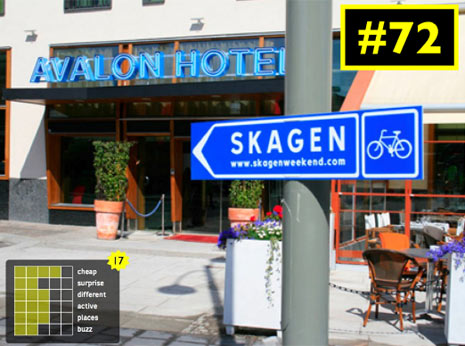 #72
AVALON HOTEL
SKAGEN
www.skagenweekend.com
17
cheap
surprise
different
active
places
buzz